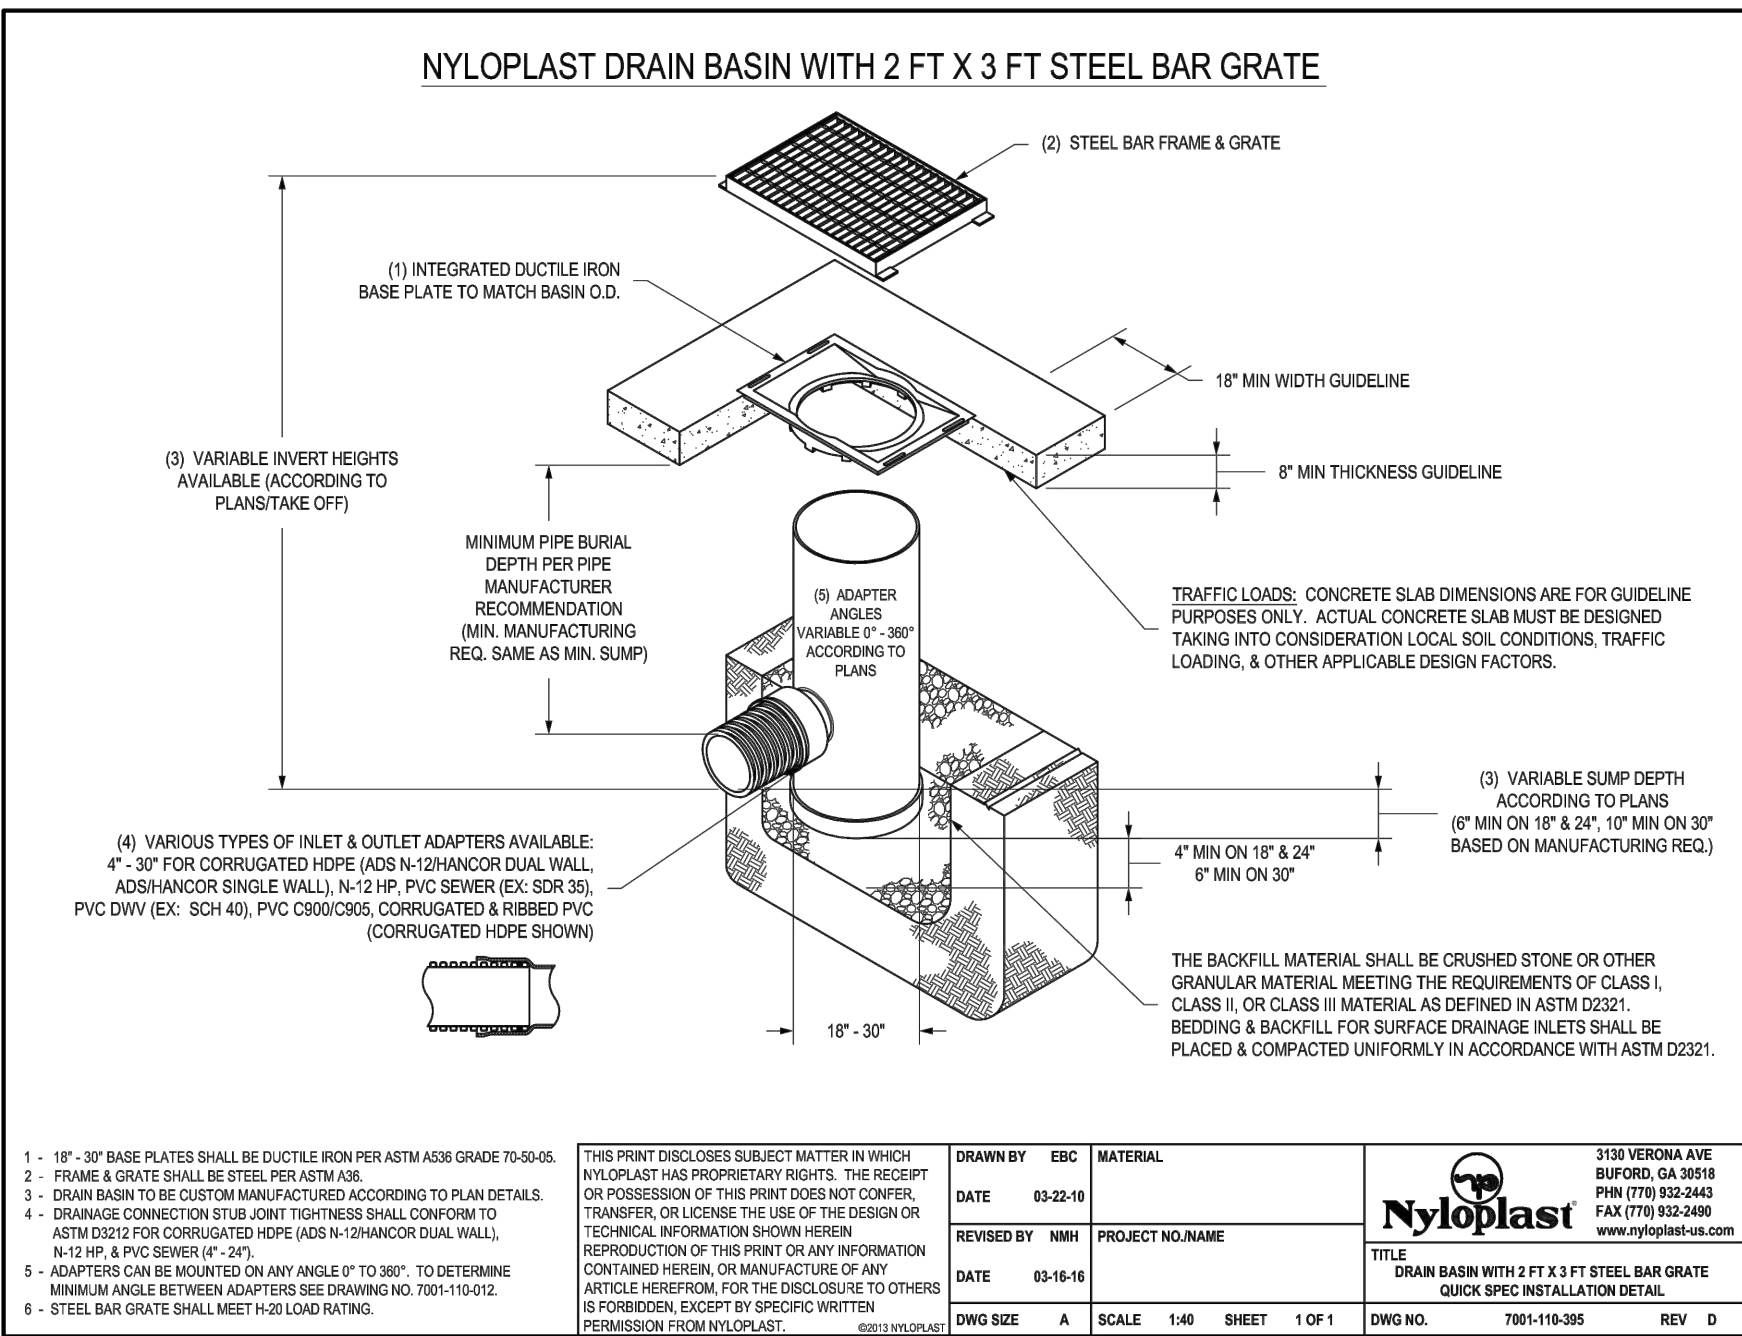 NYLOPLAST DRAIN BASIN WITH 2 FT X 3 FT STEEL BAR GRATE
(2) STEEL BAR FRAME & GRATE
(1) INTEGRATED DUCTILE IRON
BASE PLATE TO MATCH BASIN O.D.
18" MIN WIDTH GUIDELINE
8" MIN THICKNESS GUIDELINE
(3) VARIABLE INVERT HEIGHTS
AVAILABLE (ACCORDING TO
PLANS/TAKE OFF)
MINIMUM PIPE BURIAL
DEPTH PER PIPE
MANUFACTURER
RECOMMENDATION
(MIN. MANUFACTURING
REQ. SAME AS MIN. SUMP)
(5) ADAPTER
ANGLES
VARIABLE 0° - 360°
ACCORDING TO
PLANS
TRAFFIC LOADS: CONCRETE SLAB DIMENSIONS ARE FOR GUIDELINE
PURPOSES ONLY. ACTUAL CONCRETE SLAB MUST BE DESIGNED
TAKING INTO CONSIDERATION LOCAL SOIL CONDITIONS, TRAFFIC
LOADING, & OTHER APPLICABLE DESIGN FACTORS.
(3) VARIABLE SUMP DEPTH
ACCORDING TO PLANS
(6" MIN ON 18" & 24", 10" MIN ON 30"
BASED ON MANUFACTURING REQ.)
4" MIN ON 18" & 24"
6" MIN ON 30"
(4) VARIOUS TYPES OF INLET & OUTLET ADAPTERS AVAILABLE:
4" - 30" FOR CORRUGATED HDPE (ADS N-12/HANCOR DUAL WALL,
ADS/HANCOR SINGLE WALL), N-12 HP, PVC SEWER (EX: SDR 35),
PVC DWV (EX: SCH 40), PVC C900/C905, CORRUGATED & RIBBED PVC
(CORRUGATED HDPE SHOWN)
THE BACKFILL MATERIAL SHALL BE CRUSHED STONE OR OTHER
GRANULAR MATERIAL MEETING THE REQUIREMENTS OF CLASS I,
CLASS II, OR CLASS III MATERIAL AS DEFINED IN ASTM D2321.
BEDDING & BACKFILL FOR SURFACE DRAINAGE INLETS SHALL BE
PLACED & COMPACTED UNIFORMLY IN ACCORDANCE WITH ASTM D2321.
18" - 30"
1 - 18" - 30" BASE PLATES SHALL BE DUCTILE IRON PER ASTM A536 GRADE 70-50-05.
2 - FRAME & GRATE SHALL BE STEEL PER ASTM A36.
3 - DRAIN BASIN TO BE CUSTOM MANUFACTURED ACCORDING TO PLAN DETAILS.
4 - DRAINAGE CONNECTION STUB JOINT TIGHTNESS SHALL CONFORM TO
ASTM D3212 FOR CORRUGATED HDPE (ADS N-12/HANCOR DUAL WALL),
N-12 HP, & PVC SEWER (4" - 24").
5 - ADAPTERS CAN BE MOUNTED ON ANY ANGLE 0° TO 360°. TO DETERMINE
MINIMUM ANGLE BETWEEN ADAPTERS SEE DRAWING NO. 7001-110-012.
6 - STEEL BAR GRATE SHALL MEET H-20 LOAD RATING.
THIS PRINT DISCLOSES SUBJECT MATTER IN WHICH
NYLOPLAST HAS PROPRIETARY RIGHTS. THE RECEIPT
OR POSSESSION OF THIS PRINT DOES NOT CONFER,
TRANSFER, OR LICENSE THE USE OF THE DESIGN OR
TECHNICAL INFORMATION SHOWN HEREIN
REPRODUCTION OF THIS PRINT OR ANY INFORMATION
CONTAINED HEREIN, OR MANUFACTURE OF ANY
ARTICLE HEREFROM, FOR THE DISCLOSURE TO OTHERS
IS FORBIDDEN, EXCEPT BY SPECIFIC WRITTEN
PERMISSION FROM NYLOPLAST. ©2013 NYLOPLAST
DRAWN BY EBC
DATE 03-22-10
REVISED BY NMH
DATE 03-16-16
DWG SIZE A
MATERIAL
PROJECT NO./NAME
SCALE 1:40 SHEET 1 OF 1
Nyloplast®
3130 VERONA AVE
BUFORD, GA 30518
PHN (770) 932-2443
FAX (770) 932-2490
www.nyloplast-us.com
TITLE
DRAIN BASIN WITH 2 FT X 3 FT STEEL BAR GRATE
QUICK SPEC INSTALLATION DETAIL
DWG NO. 7001-110-395 REV D